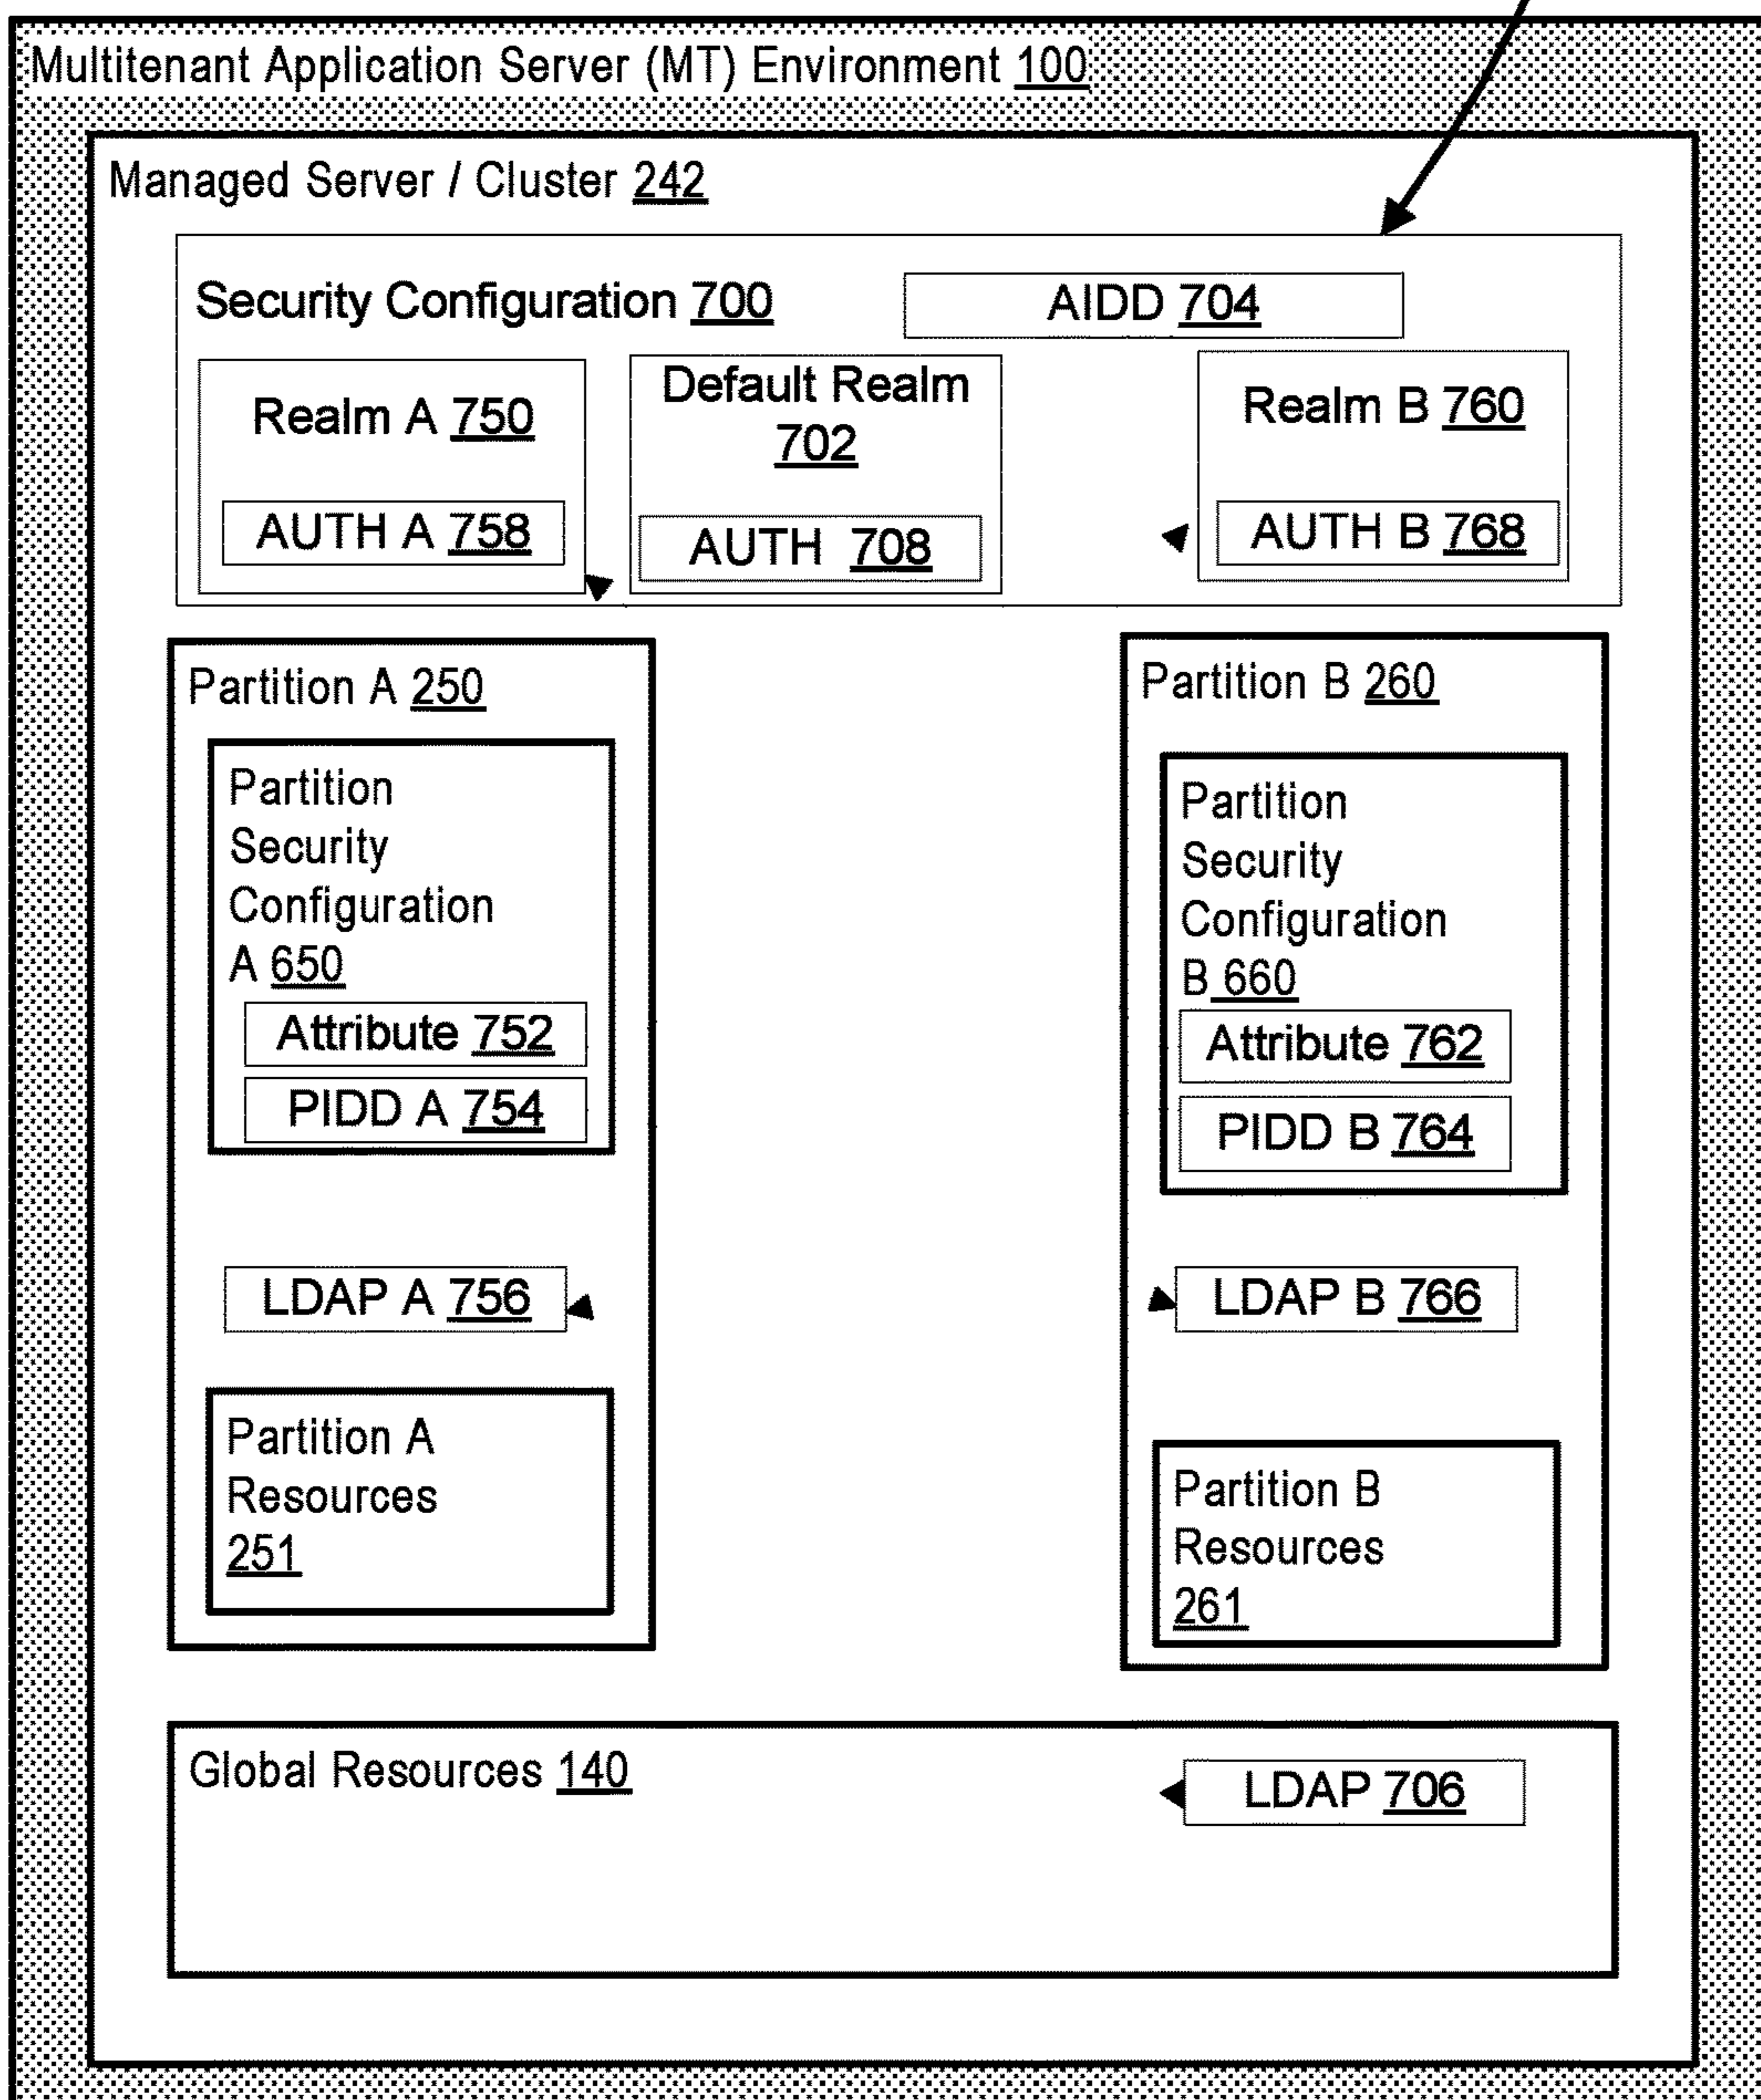 Multitenant Application Server (MT) Environment 100
Managed Server / Cluster 242
Security Configuration 700
AIDD 704
Realm A 750
AUTH A 758
Default Realm
702
AUTH 708
Realm B 760
AUTH B 768
Partition A 250
Partition
Security
Configuration
A 650
Attribute 752
PIDD A 754
LDAP A 756
Partition A
Resources
251
Partition B 260
Partition
Security
Configuration
B 660
Attribute 762
PIDD B 764
LDAP B 766
Partition B
Resources
261
Global Resources 140
LDAP 706